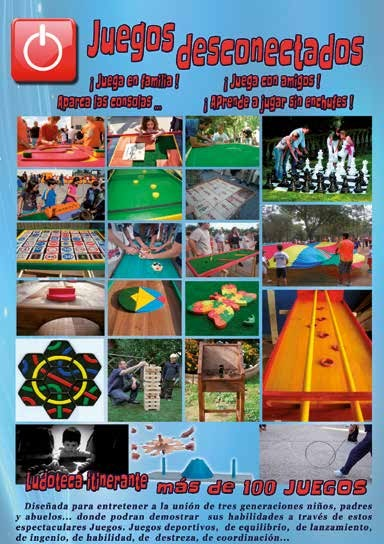 Juegos desconectados
¡ Juega en familia !
¡ Juega con amigos !
Aparca las consolas ...
¡ Aprende a jugar sin enchufes !
Ludoteca itinerante
más de 100 JUEGOS
Diseñada para entretener a la unión de tres generaciones niños, padres
y abuelos... donde podran demostrar sus habilidades a través de estos
espectaculares Juegos. Juegos deportivos, de equilibrio, de lanzamiento,
de ingenio, de habilidad, de destreza, de coordinación...